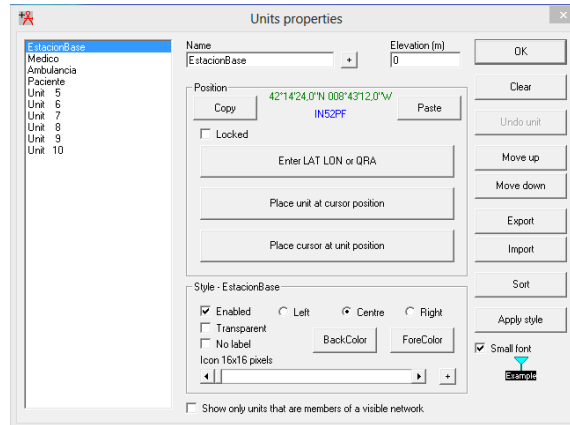 Units properties
EstacionBase
Medico
Ambulancia
Paciente
Unit 5
Unit 6
Unit 7
Unit 8
Unit 9
Unit 10
Name
EstacionBase
+
Elevation (m)
0
Position
Copy
42°14'24,0"N 008°43'12,0"W
IN52PF
Paste
Locked
Enter LAT LON or QRA
Place unit at cursor position
Place cursor at unit position
Style - EstacionBase
Enabled
Left
Centre
Right
Transparent
No label
BackColor
ForeColor
Icon 16x16 pixels
+
Show only units that are members of a visible network
OK
Clear
Undo unit
Move up
Move down
Export
Import
Sort
Apply style
Small font
Example